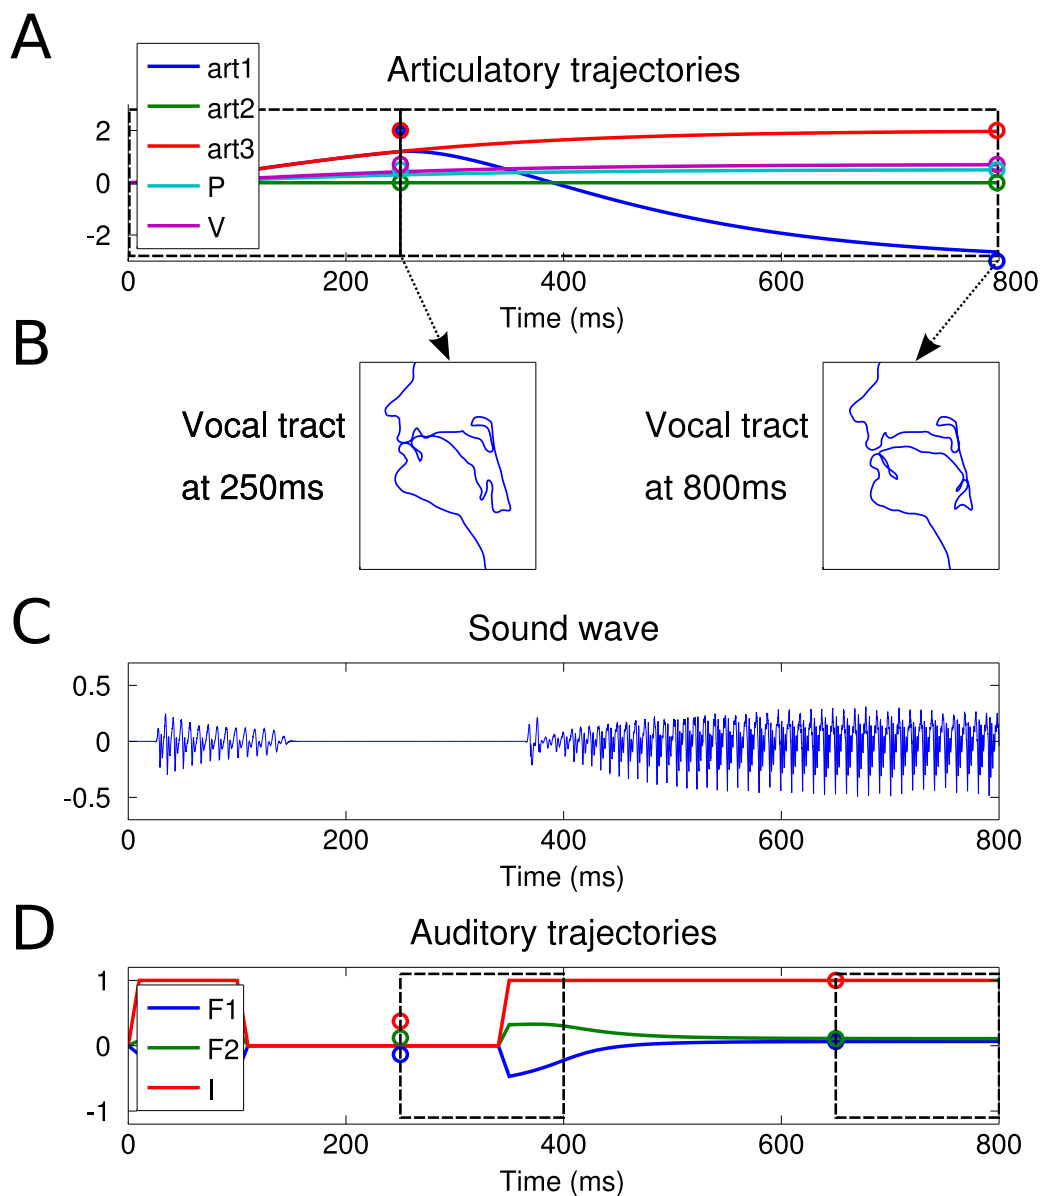 A
Articulatory trajectories
art1
art2
art3
P
V
2
0
-2
0
200
400
600
800
Time (ms)
B
Vocal tract
at 250ms
Vocal tract
at 800ms
C
Sound wave
0.5
0
-0.5
0
200
400
600
800
Time (ms)
D
Auditory trajectories
F1
F2
I
1
0
-1
0
200
400
600
800
Time (ms)